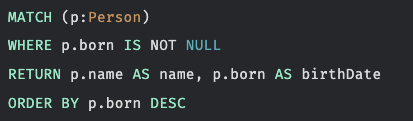 MATCH (p:Person)
WHERE p.born IS NOT NULL
RETURN p.name AS name, p.born AS birthDate
ORDER BY p.born DESC